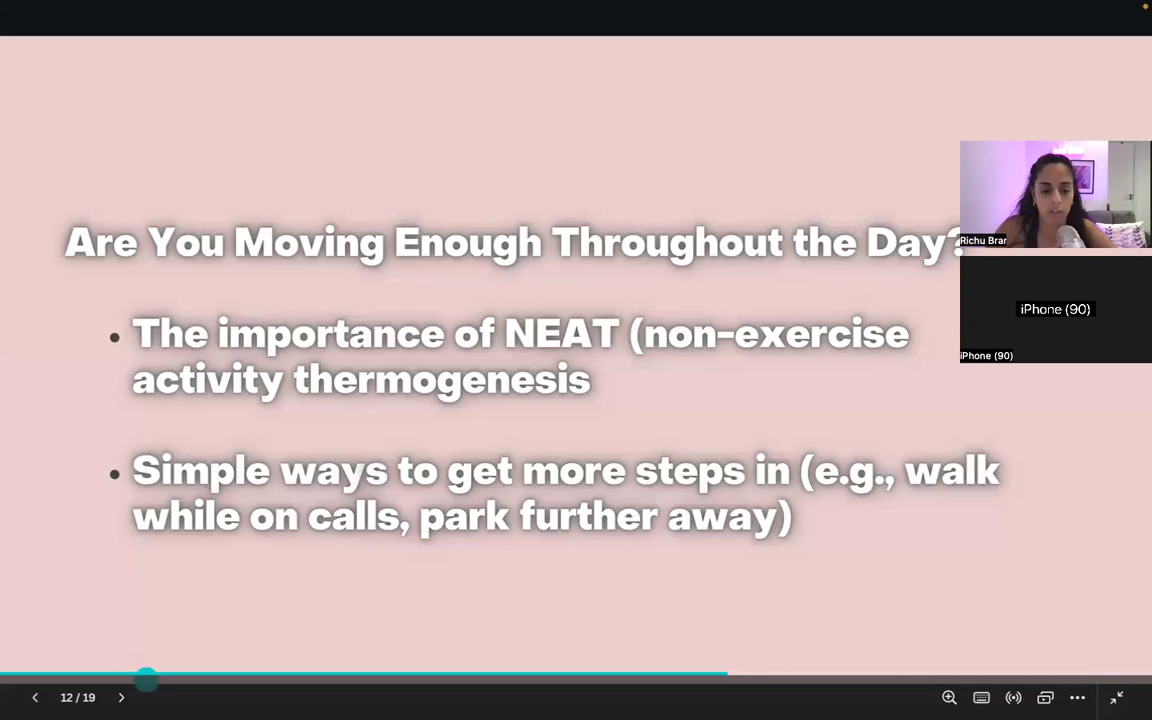 Are You Moving Enough Throughout the Day?
Richu Brar
iPhone (90)
iPhone (90)
• The importance of NEAT (non-exercise
activity thermogenesis
• Simple ways to get more steps in (e.g., walk
while on calls, park further away)
12 / 19